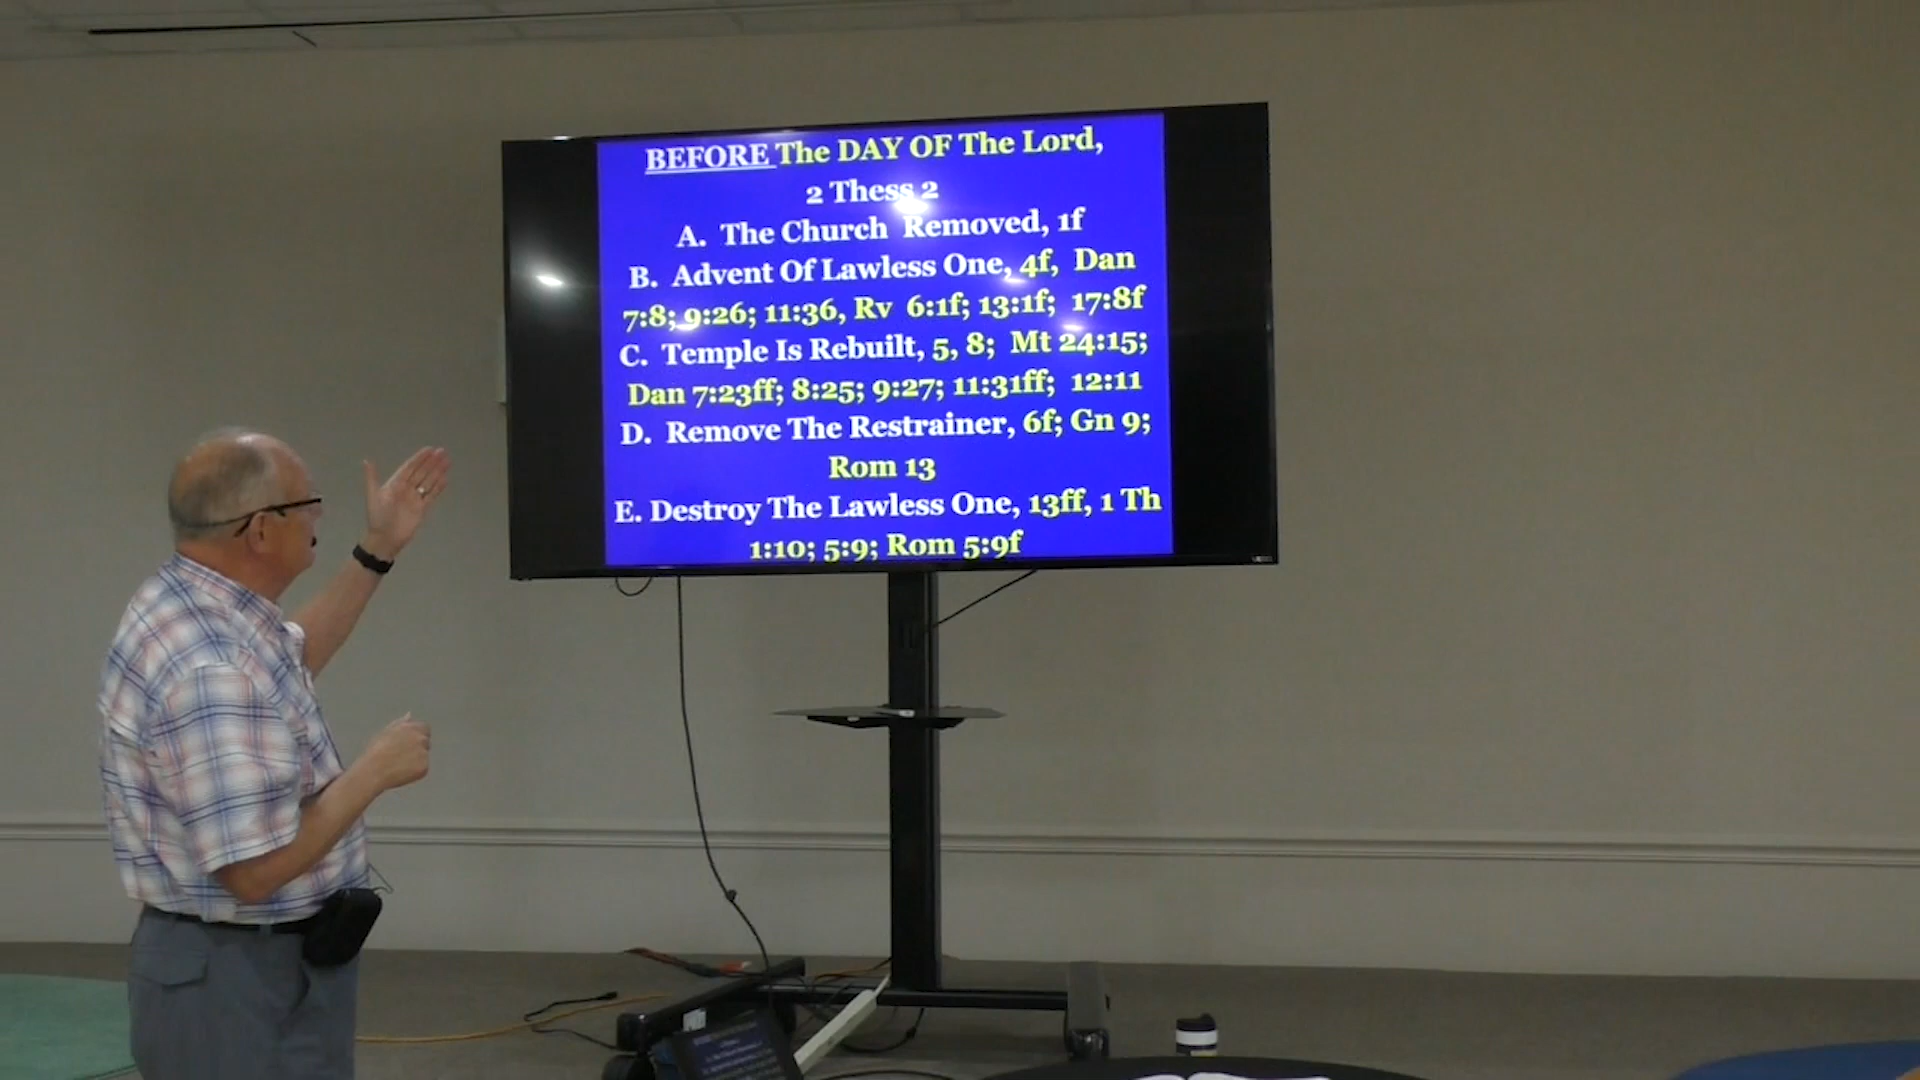 BEFORE The DAY OF The Lord,
2 Thess 2
A. The Church Removed, 1f
B. Advent Of Lawless One, 4f, Dan
7:8; 9:26; 11:36, Rv 6:1f; 13:1f; 17:8f
C. Temple Is Rebuilt, 5, 8; Mt 24:15;
Dan 7:23ff; 8:25; 9:27; 11:31ff; 12:11
D. Remove The Restrainer, 6f; Gn 9;
Rom 13
E. Destroy The Lawless One, 13ff, 1 Th
1:10; 5:9; Rom 5:9f